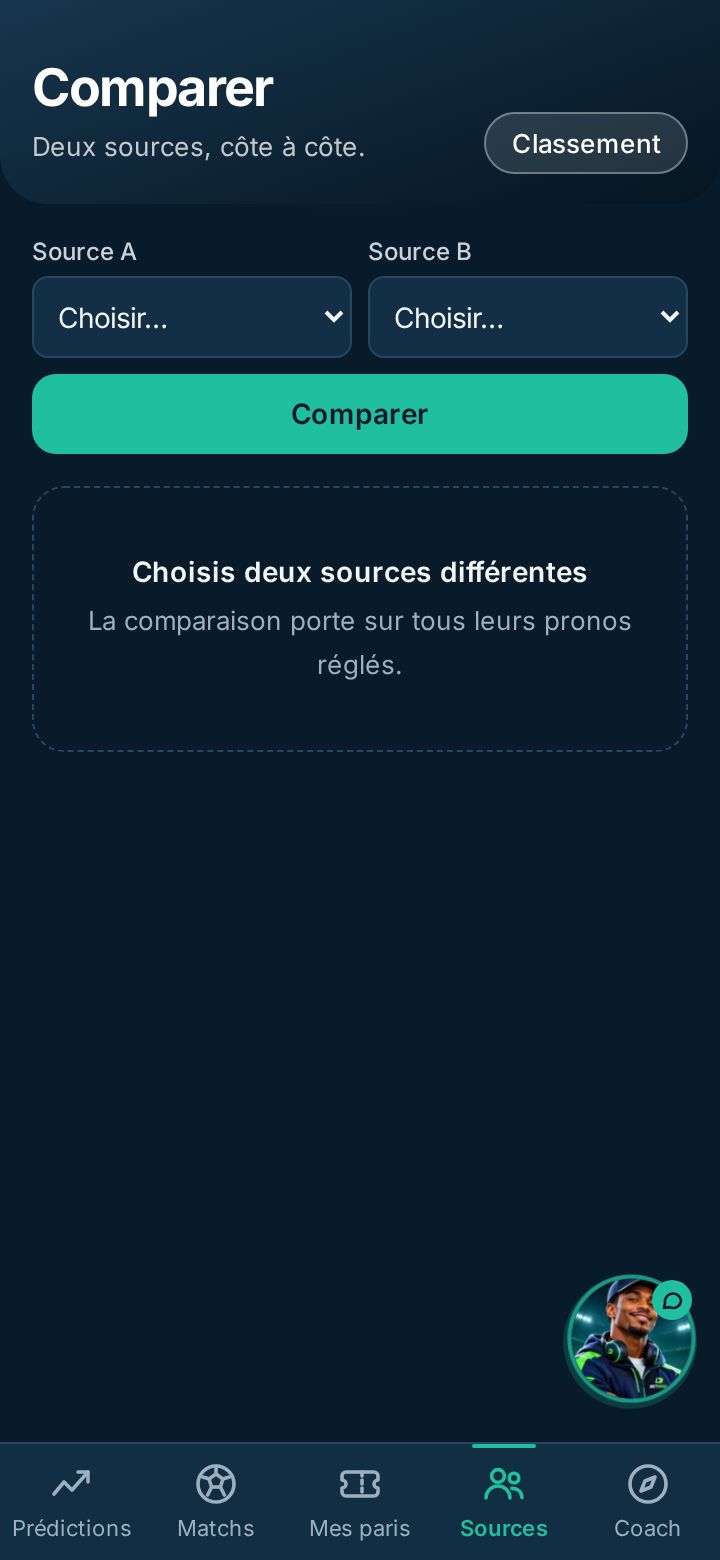 Comparer
Deux sources, côte à côte.
Classement
Source A
Source B
Choisir...
Choisir...
Comparer
Choisis deux sources différentes
La comparaison porte sur tous leurs pronos
réglés.
Prédictions
Matchs
Mes paris
Sources
Coach